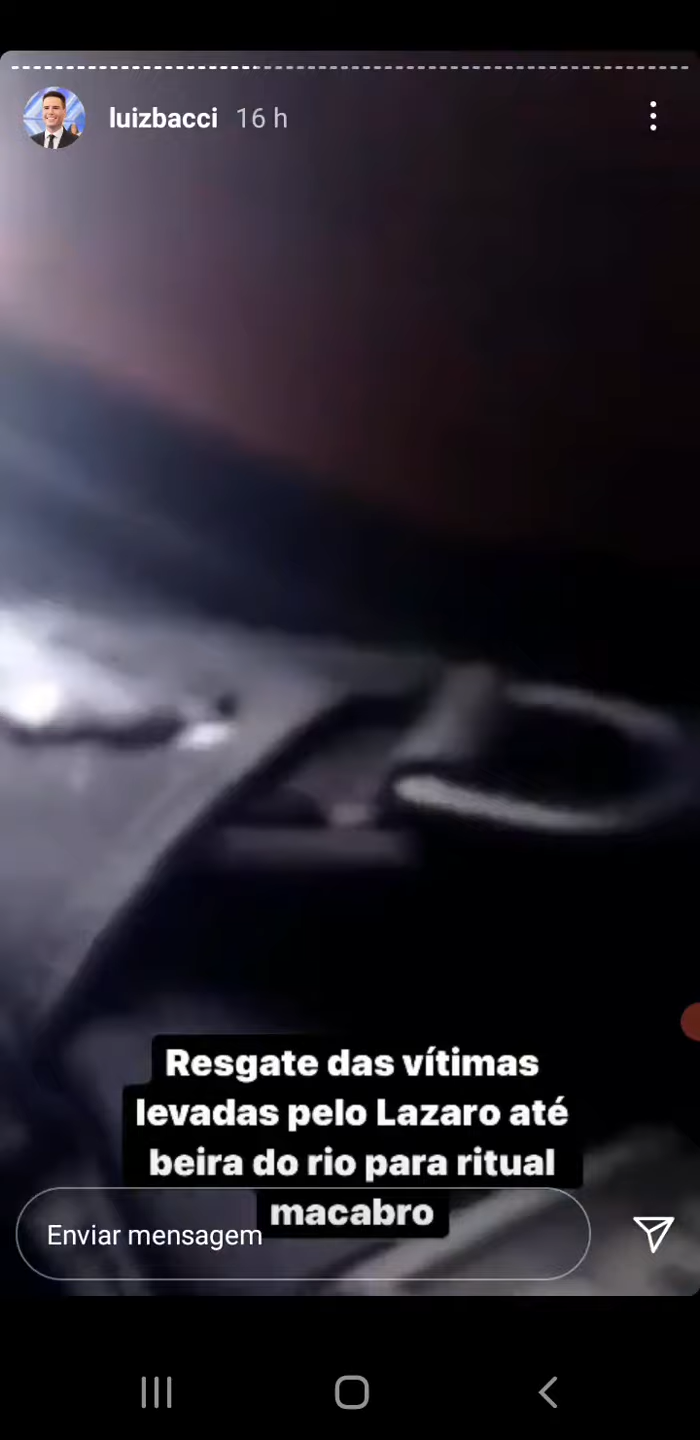 luizbacci 16 h
Resgate das vítimas
levadas pelo Lazaro até
beira do rio para ritual
macabro
Enviar mensagem